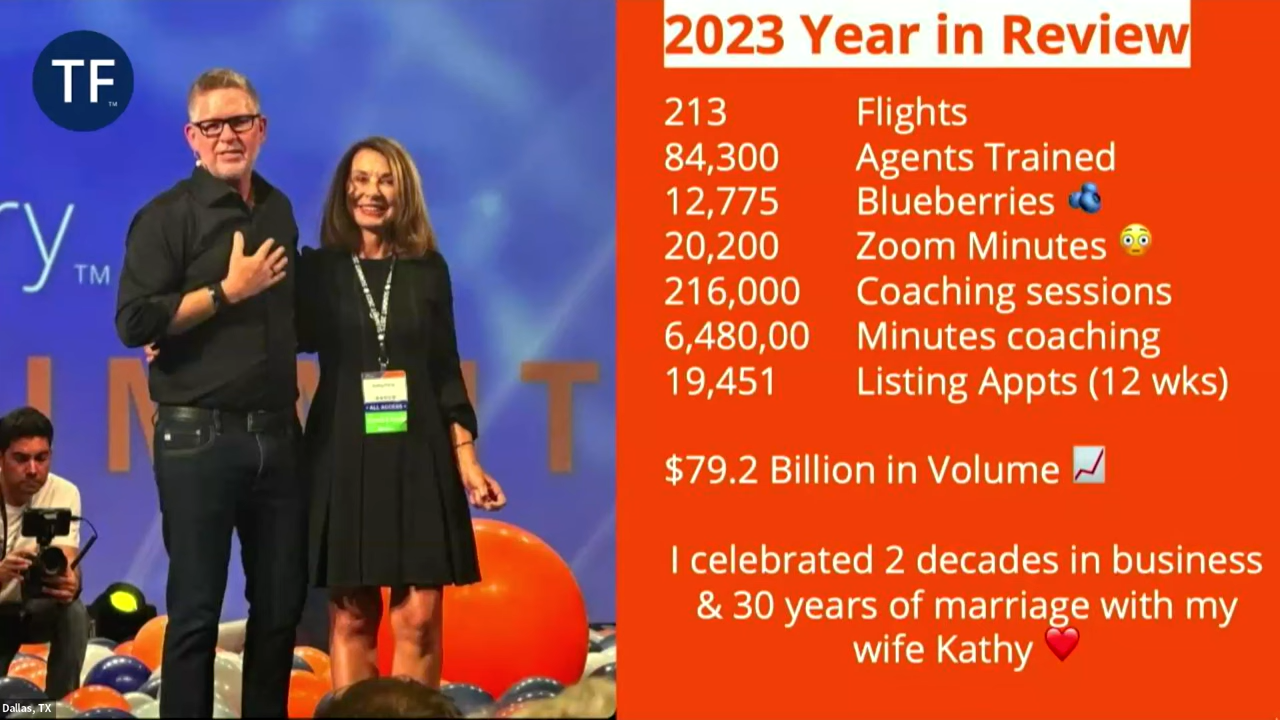 TF
TM
2023 Year in Review
213 Flights
84,300 Agents Trained
12,775 Blueberries 🫐
20,200 Zoom Minutes 😳
216,000 Coaching sessions
6,480,00 Minutes coaching
19,451 Listing Appts (12 wks)
$79.2 Billion in Volume 📈
I celebrated 2 decades in business
& 30 years of marriage with my
wife Kathy ❤️
ry TM
ALL ACCESS
Dallas, TX